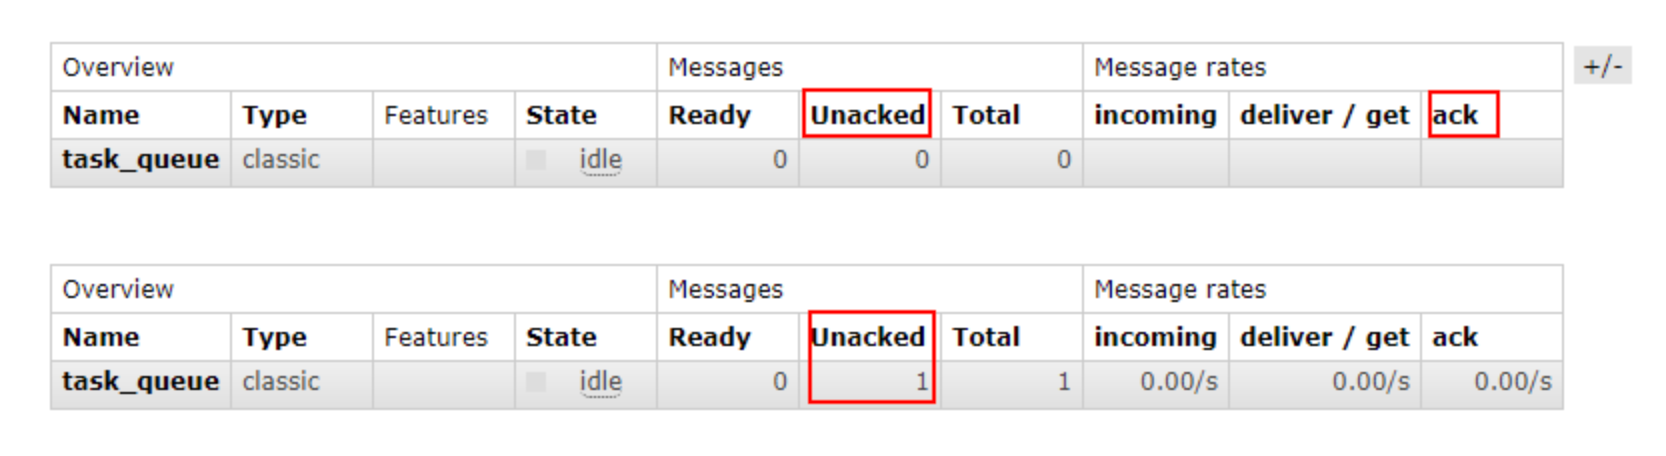 Overview Messages Message rates +/-
Name Type Features State Ready Unacked Total incoming deliver / get ack
task_queue classic idle 0 0 0
Overview Messages Message rates
Name Type Features State Ready Unacked Total incoming deliver / get ack
task_queue classic idle 0 1 1 0.00/s 0.00/s 0.00/s